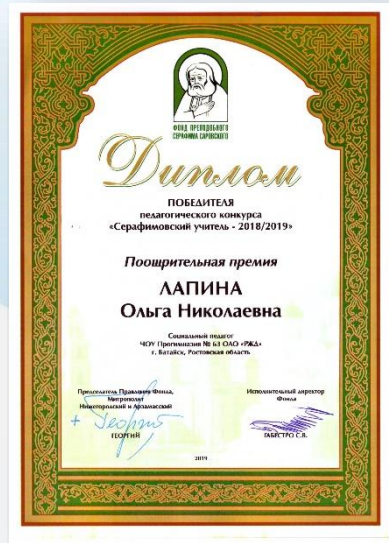 ФОНД ПРЕПОДОБНОГО
СЕРАФИМА САРОВСКОГО
Диплом
ПОБЕДИТЕЛЯ
педагогического конкурса
«Серафимовский учитель - 2018/2019»
Поощрительная премия
ЛАПИНА
Ольга Николаевна
Социальный педагог
ЧОУ Прогимназия № 63 ОАО «РЖД»
г. Батайск, Ростовская область
Председатель Правления Фонда,
Митрополит
Нижегородский и Арзамасский
+ Георгий
ГЕОРГИЙ
Исполнительный директор
Фонда
ГАБЕСТРО С.В.
2019